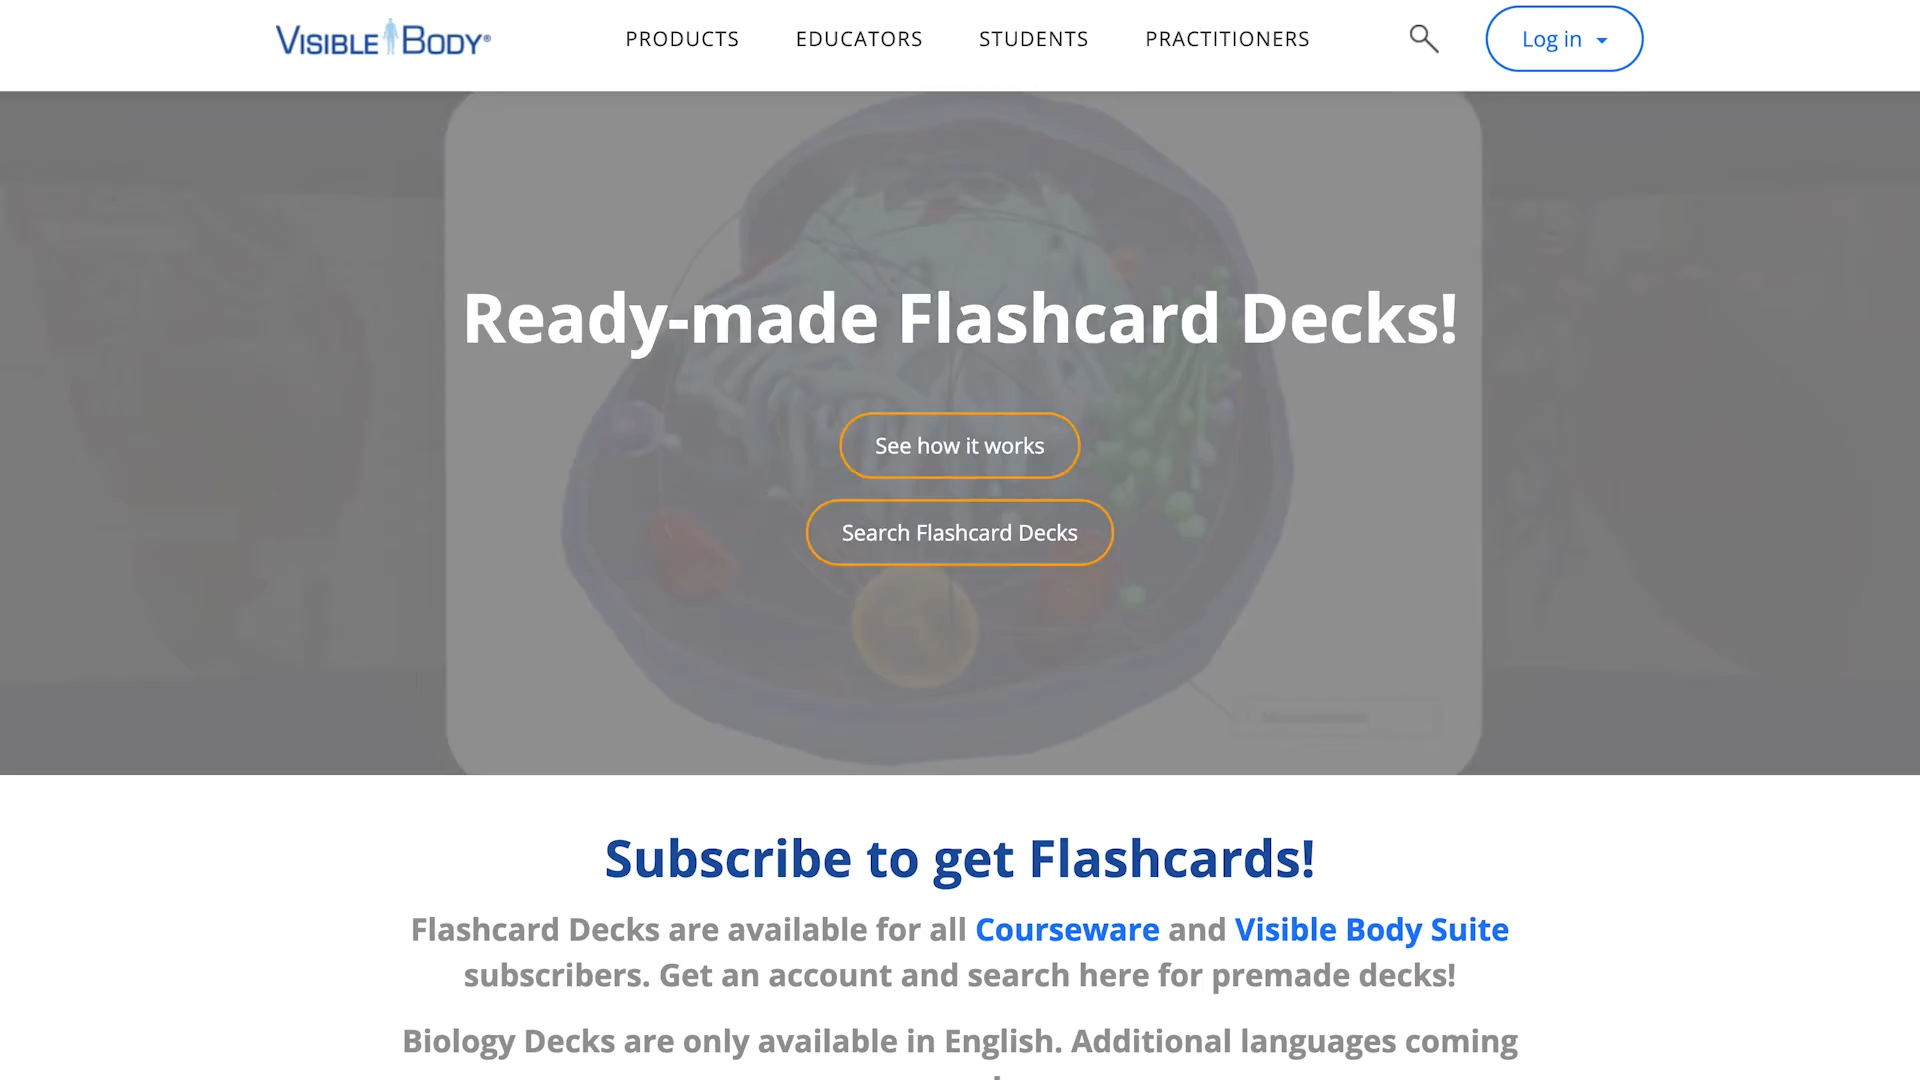 VISIBLE BODY®
PRODUCTS EDUCATORS STUDENTS PRACTITIONERS Log in
Ready-made Flashcard Decks!
See how it works
Search Flashcard Decks
Subscribe to get Flashcards!
Flashcard Decks are available for all Courseware and Visible Body Suite
subscribers. Get an account and search here for premade decks!
Biology Decks are only available in English. Additional languages coming